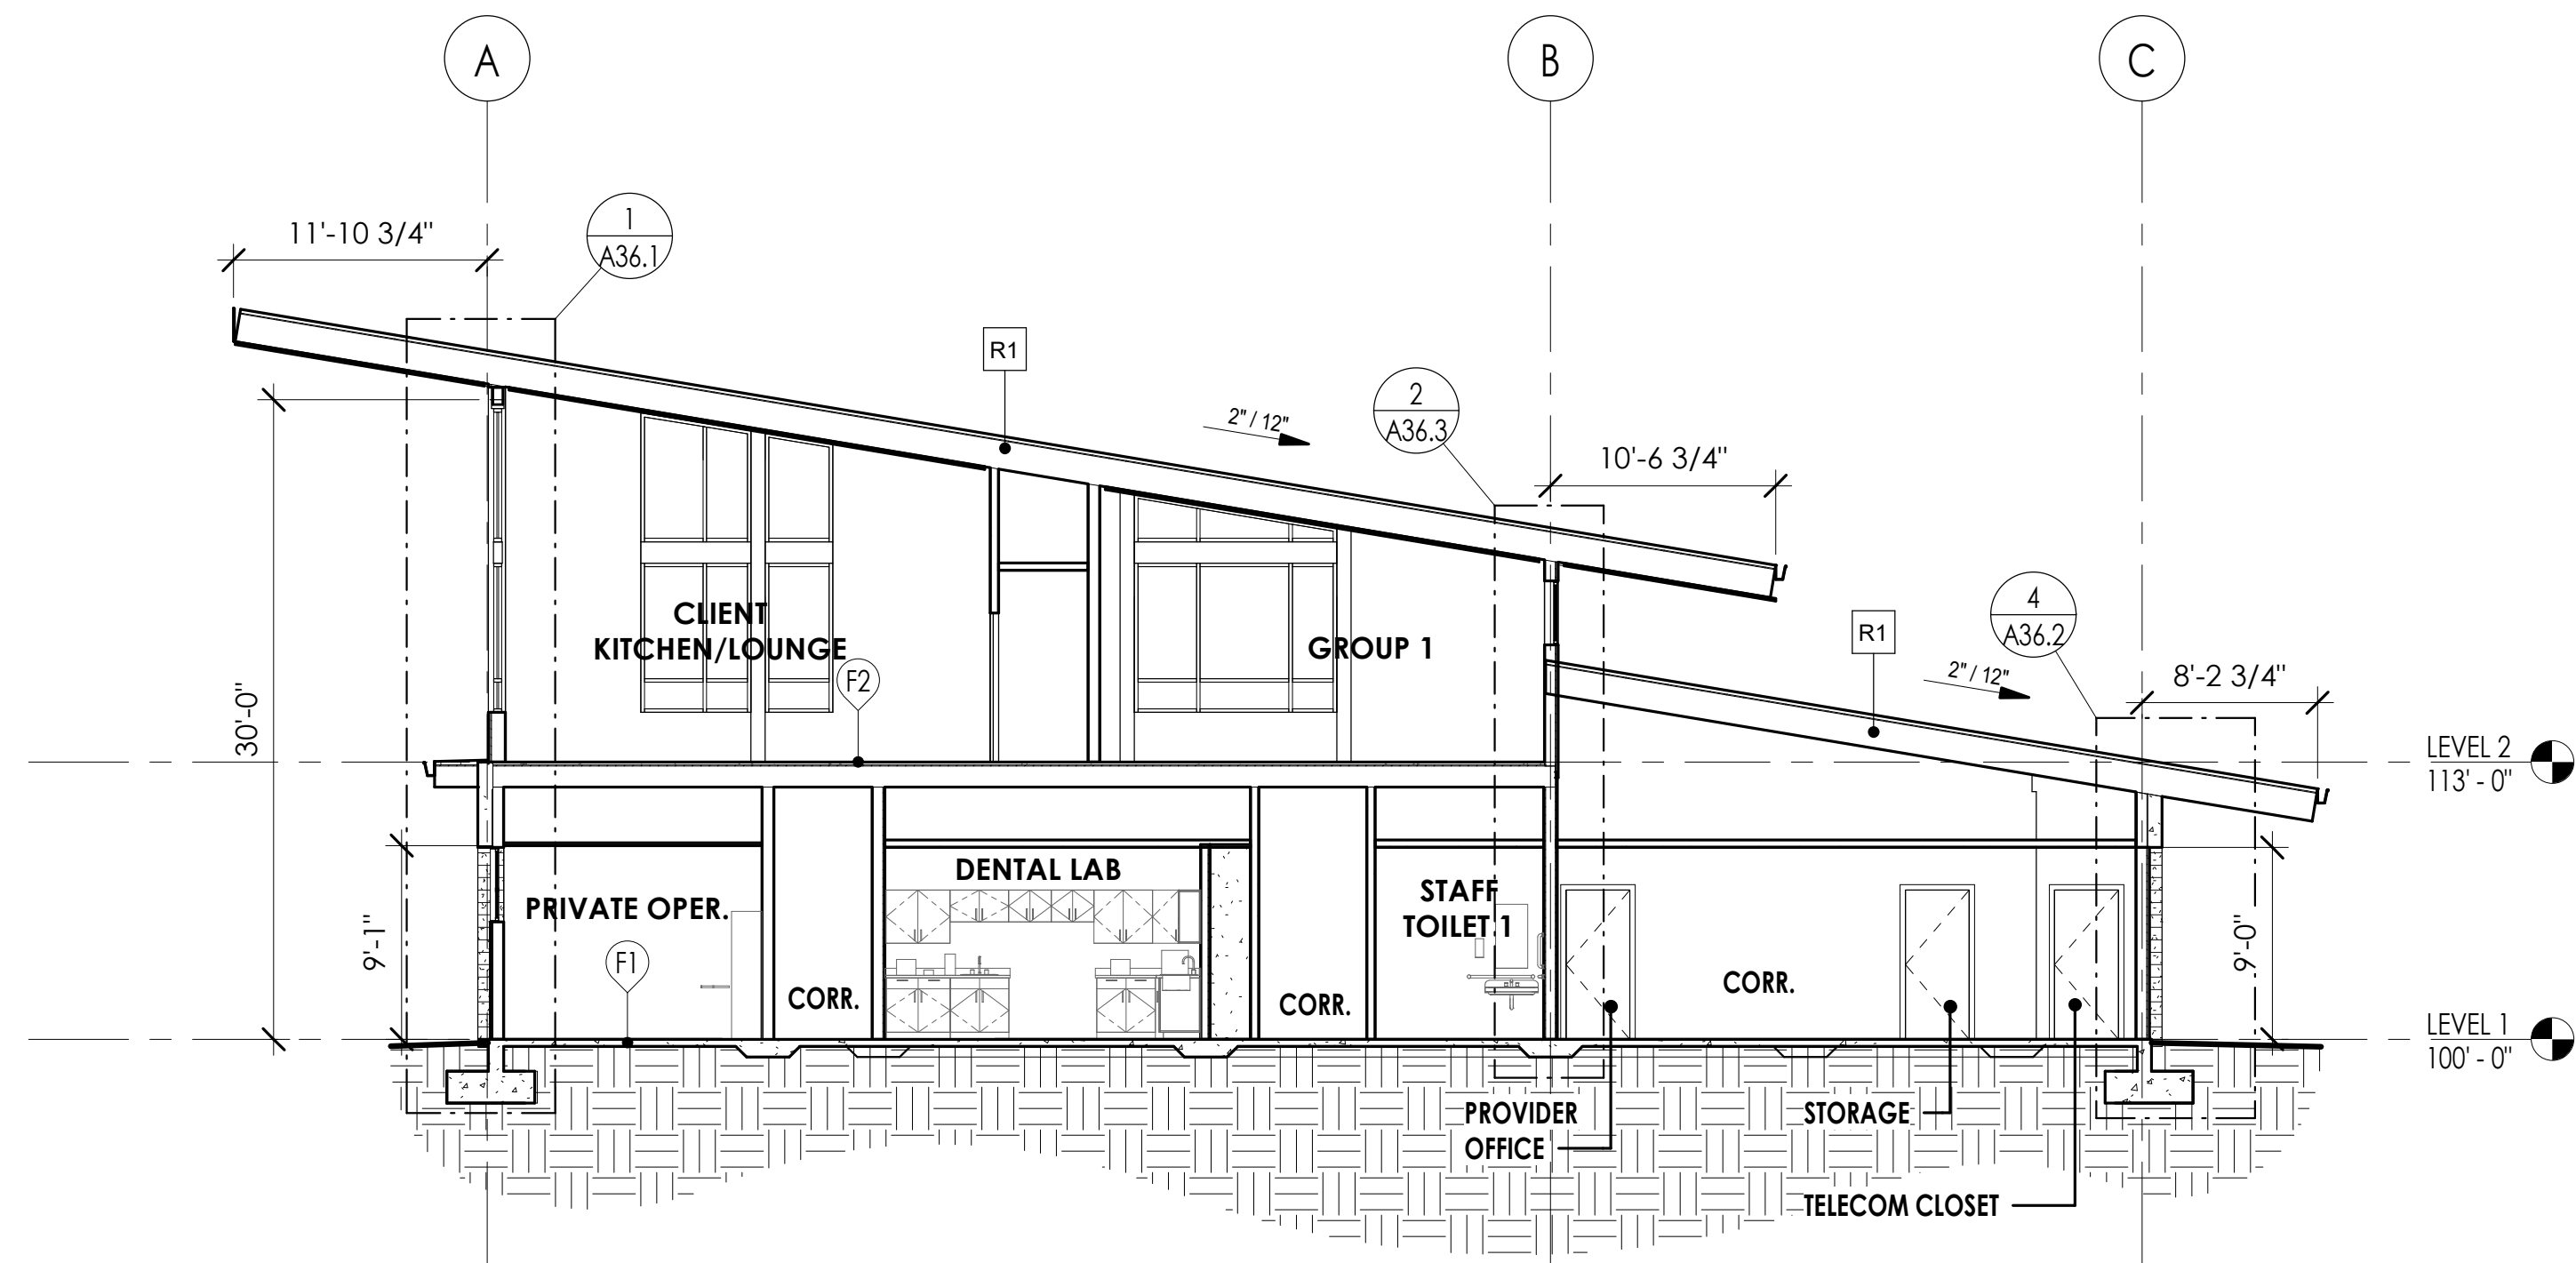 A
B
C
11'-10 3/4"
1
A36.1
R1
2" / 12"
2
A36.3
10'-6 3/4"
CLIENT
KITCHEN/LOUNGE
F2
GROUP 1
R1
2" / 12"
4
A36.2
8'-2 3/4"
30'-0"
LEVEL 2
113' - 0"
9'-1"
PRIVATE OPER.
F1
CORR.
DENTAL LAB
CORR.
STAFF
TOILET 1
CORR.
9'-0"
LEVEL 1
100' - 0"
PROVIDER
OFFICE
STORAGE
TELECOM CLOSET